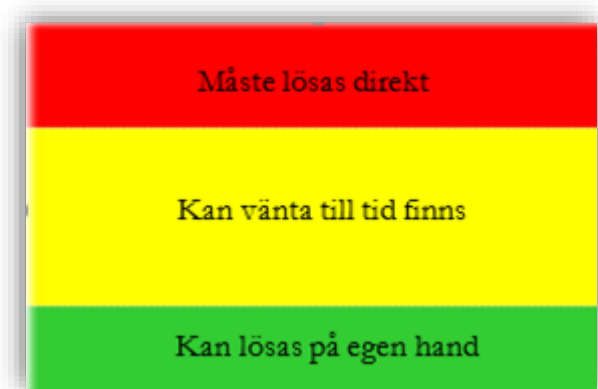 Måste lösas direkt
Kan vänta till tid finns
Kan lösas på egen hand